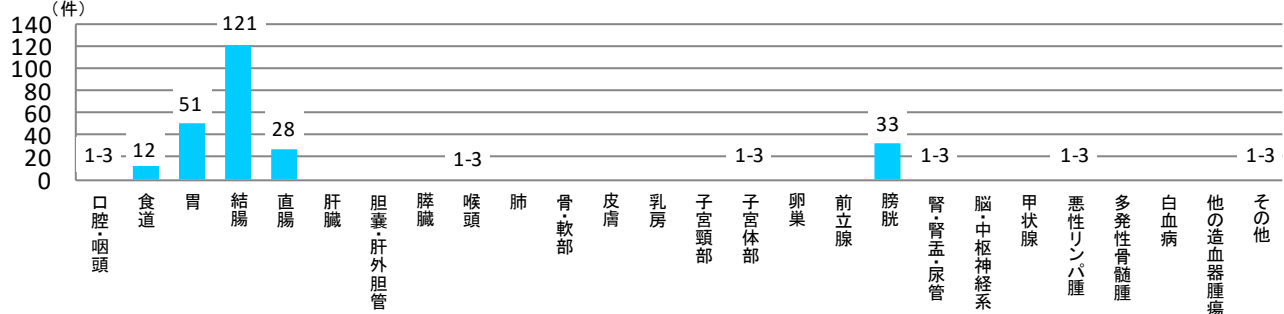 （件）
140
120
100
80
60
40
20
0
1-3
12
51
121
28
1-3
1-3
33
1-3
1-3
1-3
口腔・咽頭
食道
胃
結腸
直腸
肝臓
胆嚢・肝外胆管
膵臓
喉頭
肺
骨・軟部
皮膚
乳房
子宮頸部
子宮体部
卵巣
前立腺
膀胱
腎・腎盂・尿管
脳・中枢神経系
甲状腺
悪性リンパ腫
多発性骨髄腫
白血病
他の造血器腫瘍
その他